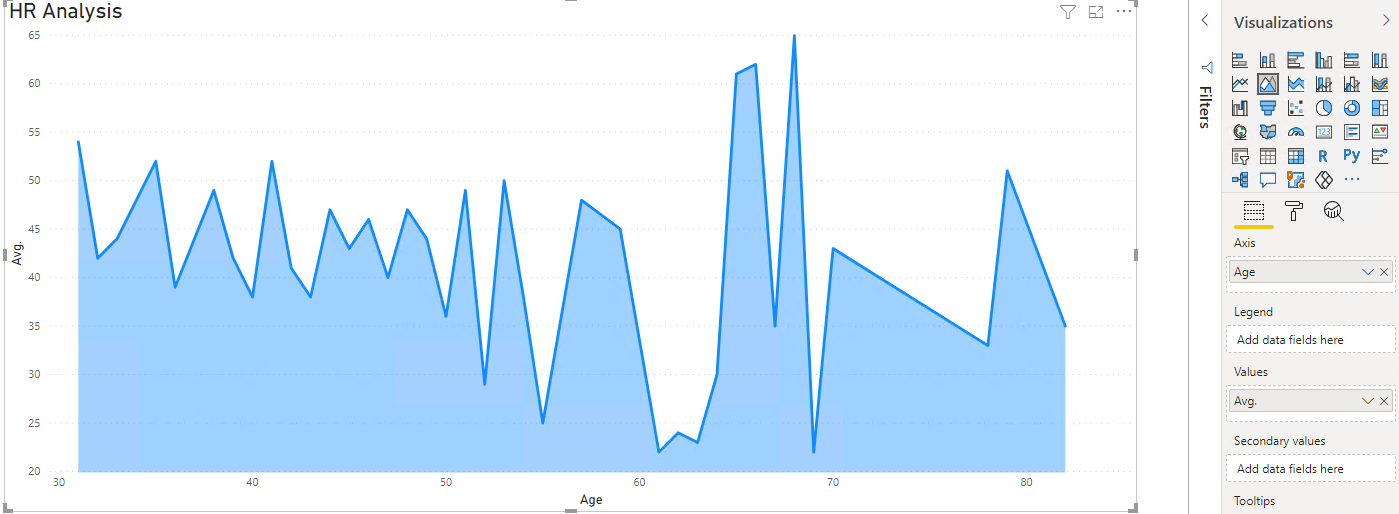 HR Analysis
65
60
55
50
45
40
35
30
25
20
Avg.
30 40 50 60 70 80
Age
Filters
Visualizations
123
R
Py
Axis
Age
Legend
Add data fields here
Values
Avg.
Secondary values
Add data fields here
Tooltips